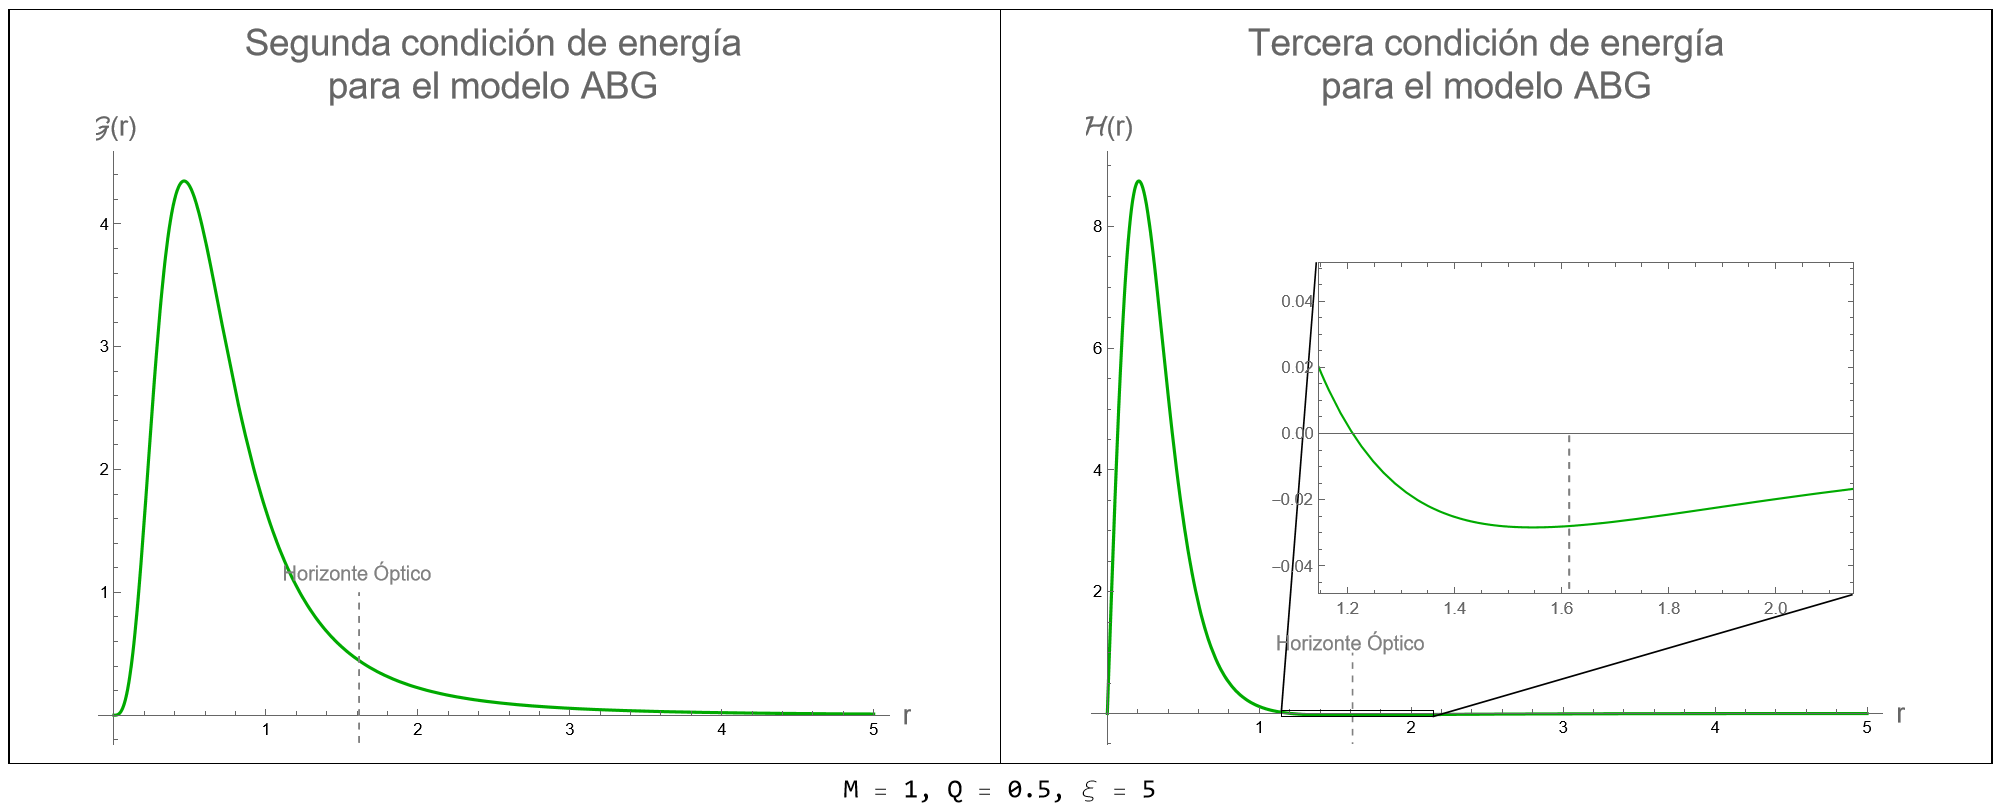 Segunda condición de energía
para el modelo ABG
𝒢(r)
4
3
2
1
Horizonte Óptico
1
2
3
4
5
r
Tercera condición de energía
para el modelo ABG
ℋ(r)
8
6
4
2
0.04
0.02
0.00
−0.02
−0.04
1.2
1.4
1.6
1.8
2.0
Horizonte Óptico
1
2
3
4
5
r
M = 1, Q = 0.5, ξ = 5